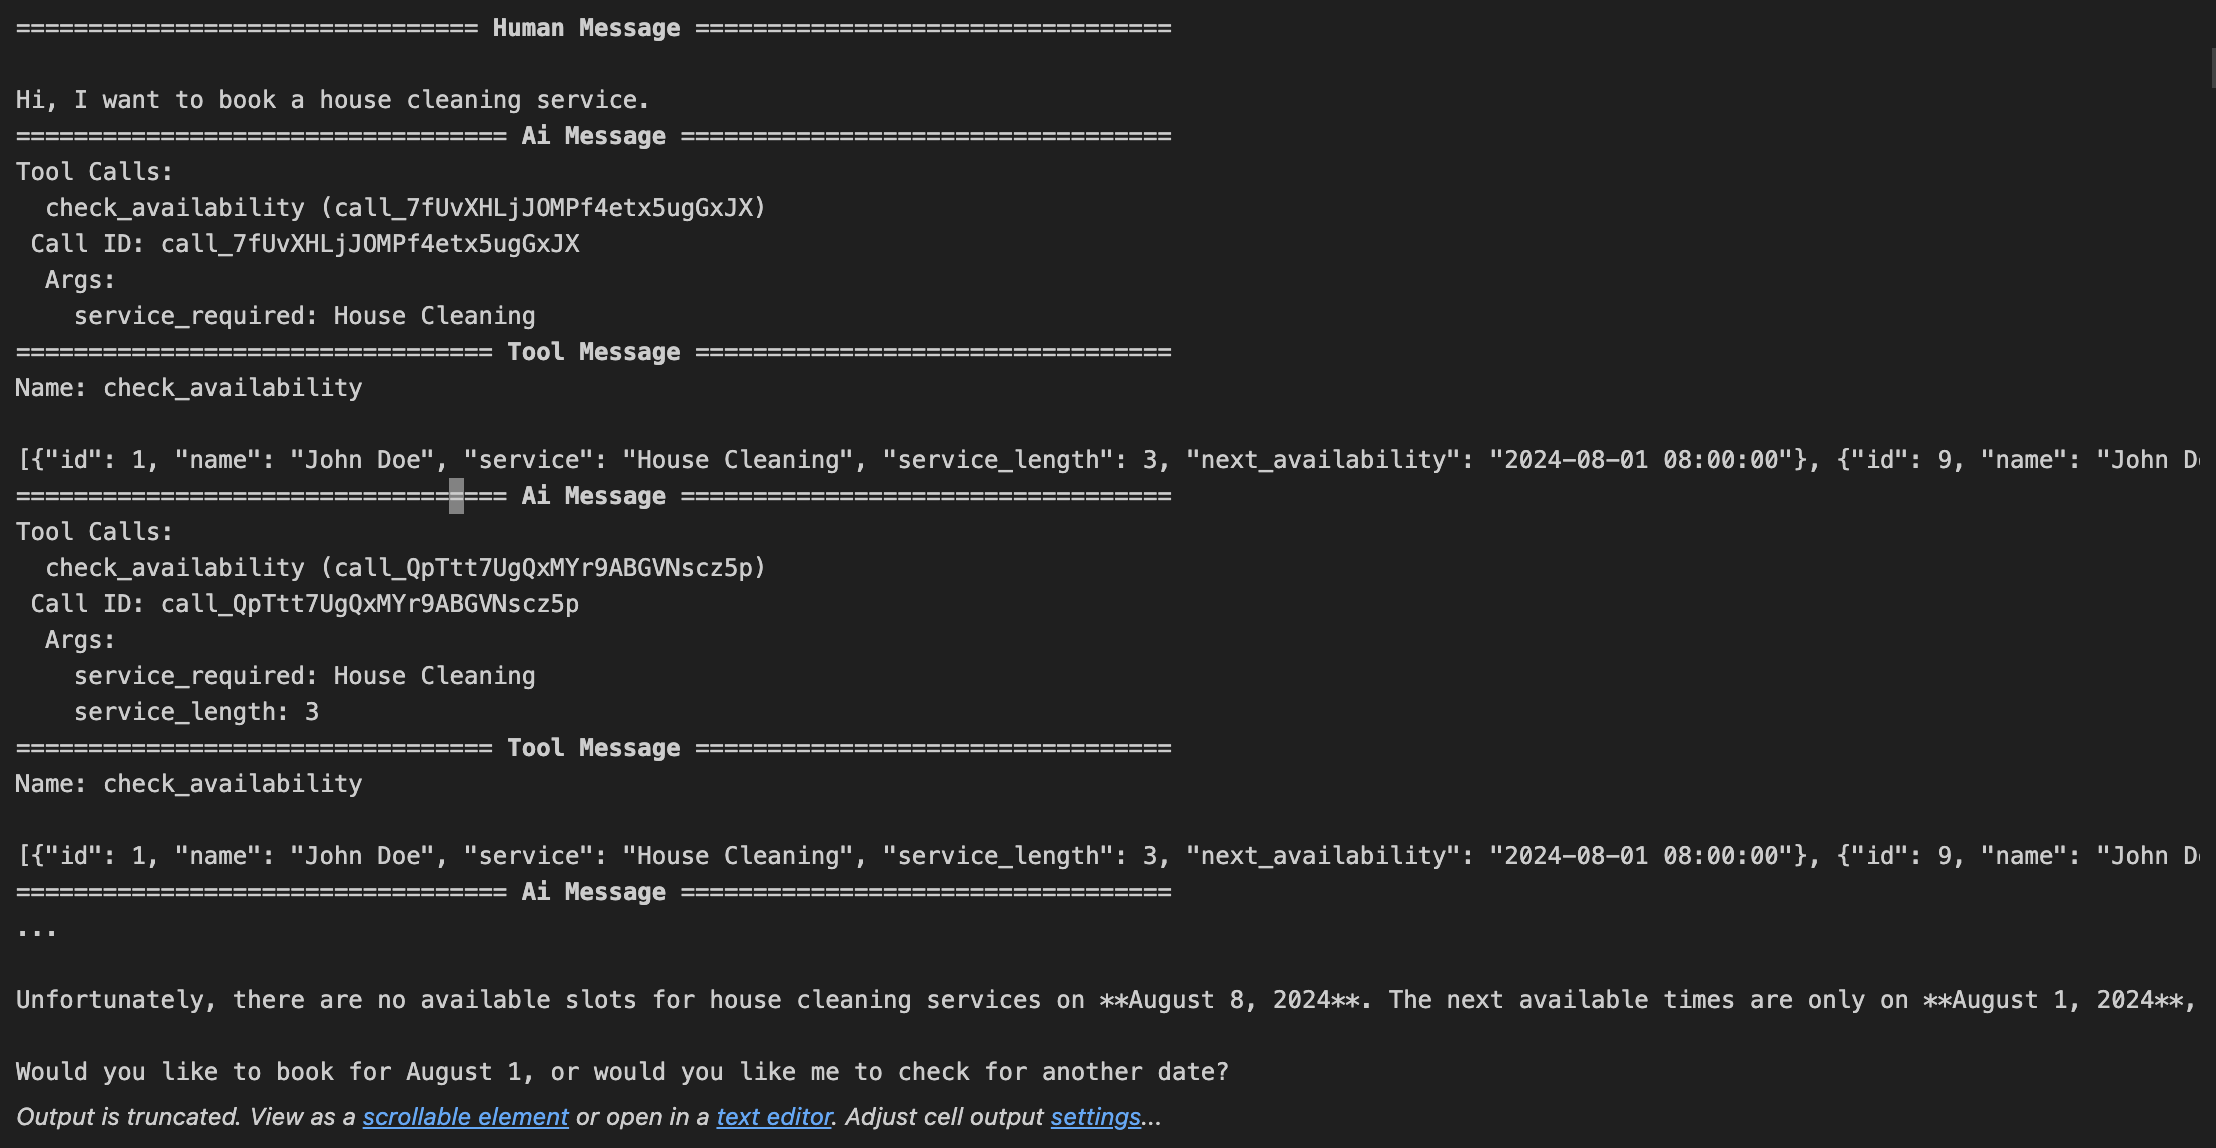 ================================ Human Message =================================

Hi, I want to book a house cleaning service.
================================== Ai Message ==================================
Tool Calls:
  check_availability (call_7fUvXHLjJOMPf4etx5ugGxJX)
 Call ID: call_7fUvXHLjJOMPf4etx5ugGxJX
  Args:
    service_required: House Cleaning
================================= Tool Message =================================
Name: check_availability

[{"id": 1, "name": "John Doe", "service": "House Cleaning", "service_length": 3, "next_availability": "2024-08-01 08:00:00"}, {"id": 9, "name": "John D
================================== Ai Message ==================================
Tool Calls:
  check_availability (call_QpTtt7UgQxMYr9ABGVNscz5p)
 Call ID: call_QpTtt7UgQxMYr9ABGVNscz5p
  Args:
    service_required: House Cleaning
    service_length: 3
================================= Tool Message =================================
Name: check_availability

[{"id": 1, "name": "John Doe", "service": "House Cleaning", "service_length": 3, "next_availability": "2024-08-01 08:00:00"}, {"id": 9, "name": "John D
================================== Ai Message ==================================
...

Unfortunately, there are no available slots for house cleaning services on **August 8, 2024**. The next available times are only on **August 1, 2024**,

Would you like to book for August 1, or would you like me to check for another date?
Output is truncated. View as a scrollable element or open in a text editor. Adjust cell output settings...